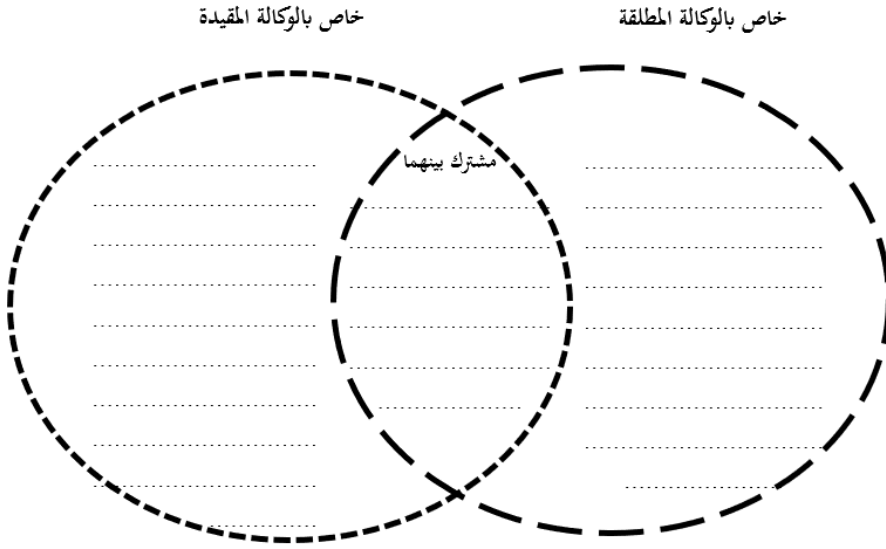 خاص بالوكالة المطلقة
خاص بالوكالة المقيدة
مشترك بينهما